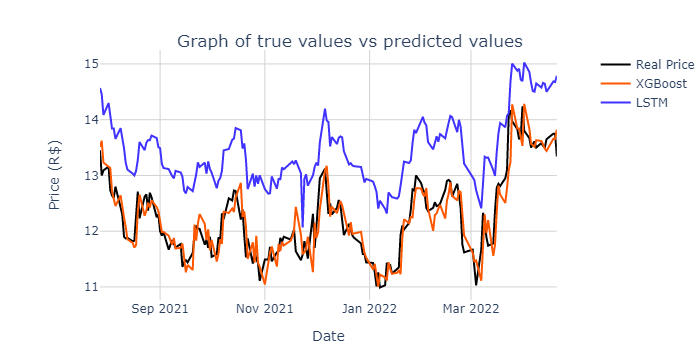 Graph of true values vs predicted values
Real Price
XGBoost
LSTM
Price (R$)
15
14
13
12
11
Sep 2021
Nov 2021
Jan 2022
Mar 2022
Date